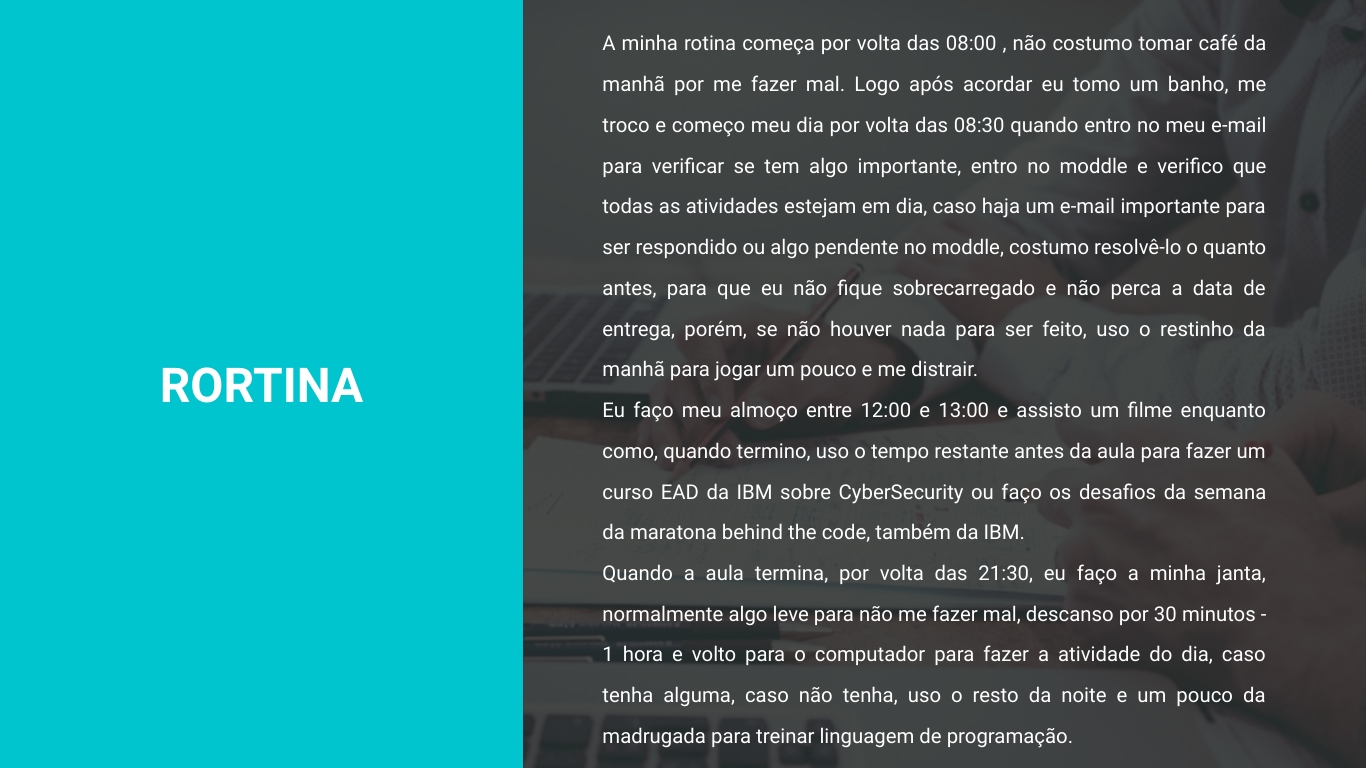 RORTINA
A minha rotina começa por volta das 08:00 , não costumo tomar café da
manhã por me fazer mal. Logo após acordar eu tomo um banho, me
troco e começo meu dia por volta das 08:30 quando entro no meu e-mail
para verificar se tem algo importante, entro no moddle e verifico que
todas as atividades estejam em dia, caso haja um e-mail importante para
ser respondido ou algo pendente no moddle, costumo resolvê-lo o quanto
antes, para que eu não fique sobrecarregado e não perca a data de
entrega, porém, se não houver nada para ser feito, uso o restinho da
manhã para jogar um pouco e me distrair.
Eu faço meu almoço entre 12:00 e 13:00 e assisto um filme enquanto
como, quando termino, uso o tempo restante antes da aula para fazer um
curso EAD da IBM sobre CyberSecurity ou faço os desafios da semana
da maratona behind the code, também da IBM.
Quando a aula termina, por volta das 21:30, eu faço a minha janta,
normalmente algo leve para não me fazer mal, descanso por 30 minutos -
1 hora e volto para o computador para fazer a atividade do dia, caso
tenha alguma, caso não tenha, uso o resto da noite e um pouco da
madrugada para treinar linguagem de programação.